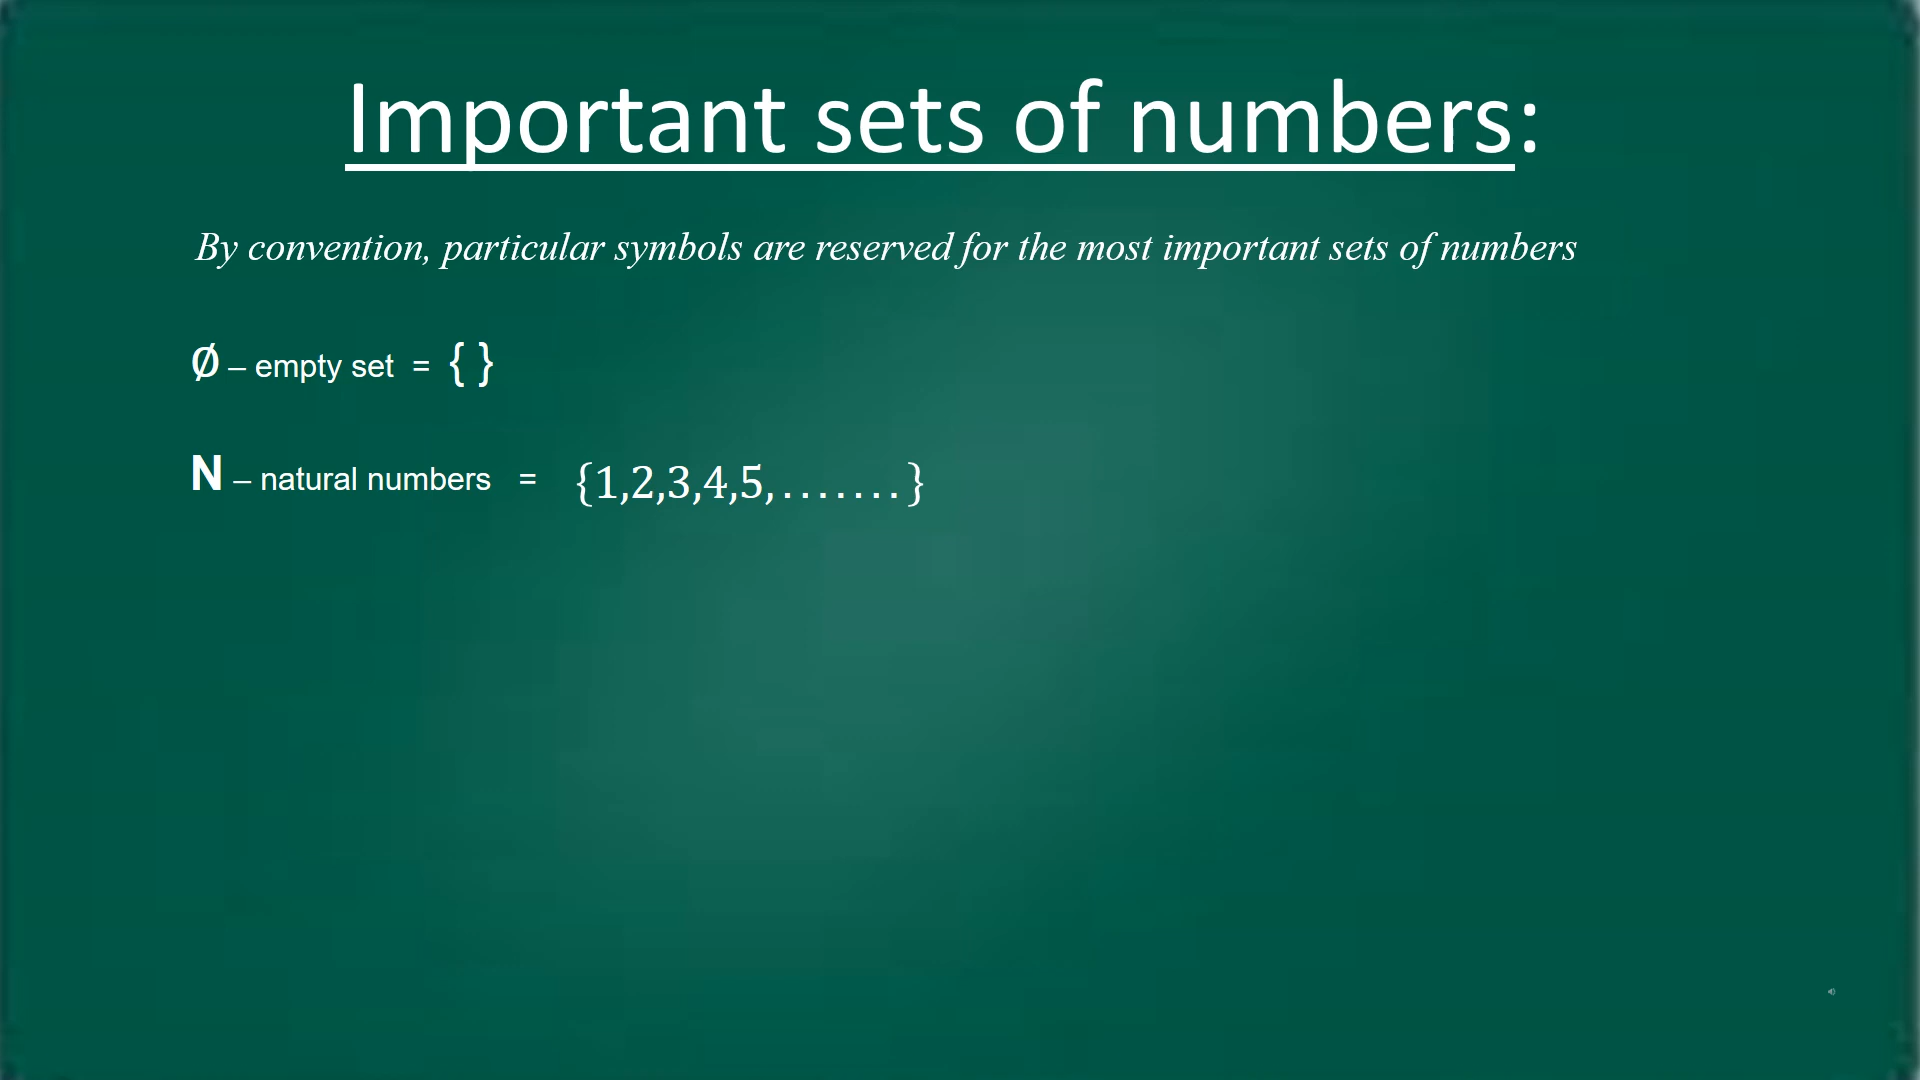 Important sets of numbers:
By convention, particular symbols are reserved for the most important sets of numbers
∅ – empty set = { }
N – natural numbers = {1,2,3,4,5,.......}